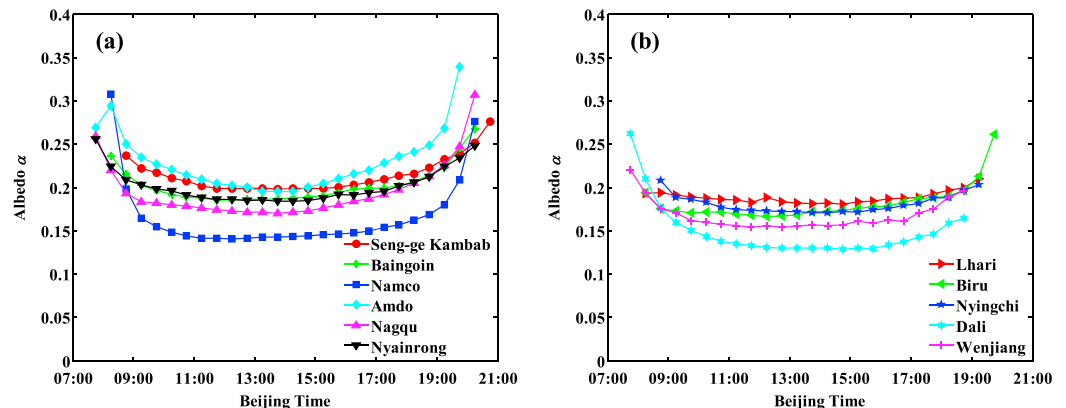 (a)
Albedo α
0.4
0.35
0.3
0.25
0.2
0.15
0.1
0.05
0
Seng-ge Kambab
Baingoin
Namco
Amdo
Nagqu
Nyainrong
07:00 09:00 11:00 13:00 15:00 17:00 19:00 21:00
Beijing Time
(b)
Albedo α
0.4
0.35
0.3
0.25
0.2
0.15
0.1
0.05
0
Lhari
Biru
Nyingchi
Dali
Wenjiang
07:00 09:00 11:00 13:00 15:00 17:00 19:00 21:00
Beijing Time